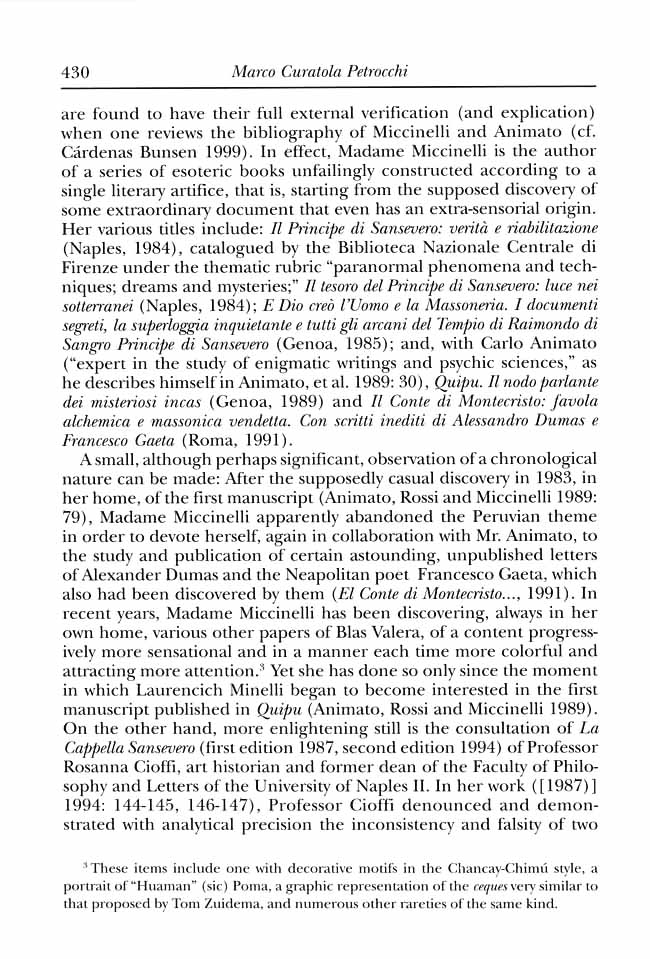 430 Marco Curatola Petrocchi
are found to have their full external verification (and explication)
when one reviews the bibliography of Miccinelli and Animato (cf.
Cárdenas Bunsen 1999). In effect, Madame Miccinelli is the author
of a series of esoteric books unfailingly constructed according to a
single literary artifice, that is, starting from the supposed discovery of
some extraordinary document that even has an extra-sensorial origin.
Her various titles include: Il Principe di Sansevero: verità e riabilitazione
(Naples, 1984), catalogued by the Biblioteca Nazionale Centrale di
Firenze under the thematic rubric “paranormal phenomena and tech-
niques; dreams and mysteries;” Il tesoro del Principe di Sansevero: luce nei
sotterranei (Naples, 1984); E Dio creò l'Uomo e la Massoneria. I documenti
segreti, la superloggia inquietante e tutti gli arcani del Tempio di Raimondo di
Sangro Principe di Sansevero (Genoa, 1985); and, with Carlo Animato
(“expert in the study of enigmatic writings and psychic sciences,” as
he describes himself in Animato, et al. 1989: 30), Quipu. Il nodo parlante
dei misteriosi incas (Genoa, 1989) and Il Conte di Montecristo: favola
alchemica e massonica vendetta. Con scritti inediti di Alessandro Dumas e
Francesco Gaeta (Roma, 1991).
A small, although perhaps significant, observation of a chronological
nature can be made: After the supposedly casual discovery in 1983, in
her home, of the first manuscript (Animato, Rossi and Miccinelli 1989:
79), Madame Miccinelli apparently abandoned the Peruvian theme
in order to devote herself, again in collaboration with Mr. Animato, to
the study and publication of certain astounding, unpublished letters
of Alexander Dumas and the Neapolitan poet Francesco Gaeta, which
also had been discovered by them (El Conte di Montecristo..., 1991). In
recent years, Madame Miccinelli has been discovering, always in her
own home, various other papers of Blas Valera, of a content progress-
ively more sensational and in a manner each time more colorful and
attracting more attention.³ Yet she has done so only since the moment
in which Laurencich Minelli began to become interested in the first
manuscript published in Quipu (Animato, Rossi and Miccinelli 1989).
On the other hand, more enlightening still is the consultation of La
Cappella Sansevero (first edition 1987, second edition 1994) of Professor
Rosanna Cioffi, art historian and former dean of the Faculty of Philo-
sophy and Letters of the University of Naples II. In her work ([1987)]
1994: 144-145, 146-147), Professor Cioffi denounced and demon-
strated with analytical precision the inconsistency and falsity of two
³ These items include one with decorative motifs in the Chancay-Chimú style, a
portrait of “Huaman” (sic) Poma, a graphic representation of the ceques very similar to
that proposed by Tom Zuidema, and numerous other rareties of the same kind.